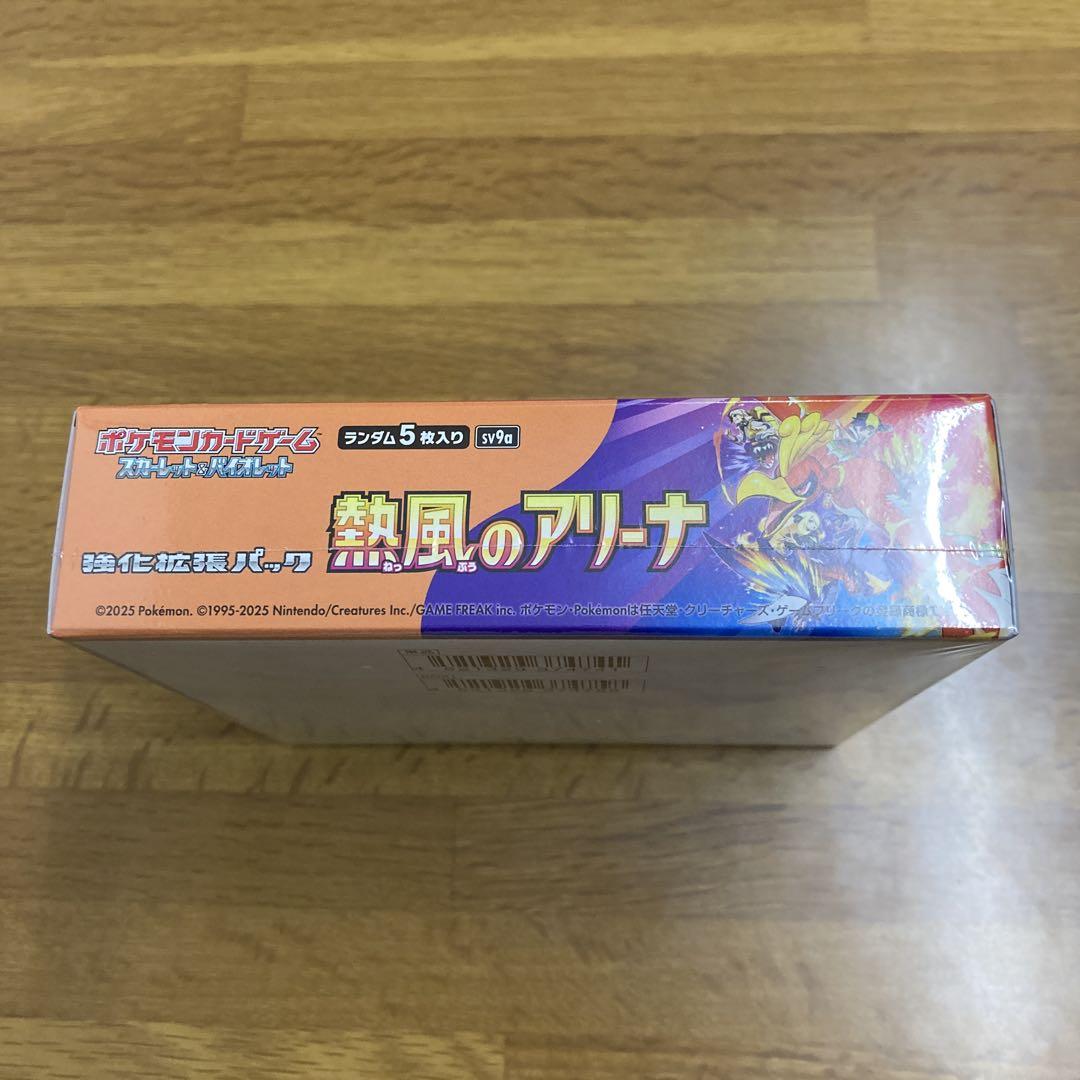 ポケモンカードゲーム
スカーレット&バイオレット
ランダム5枚入り
sv9a
強化拡張パック
熱風のアリーナ
ねっ ぷう
©2025 Pokémon. ©1995-2025 Nintendo/Creatures Inc./GAME FREAK inc. ポケモン・Pokémonは任天堂・クリーチャーズ・ゲームフリークの登録商標